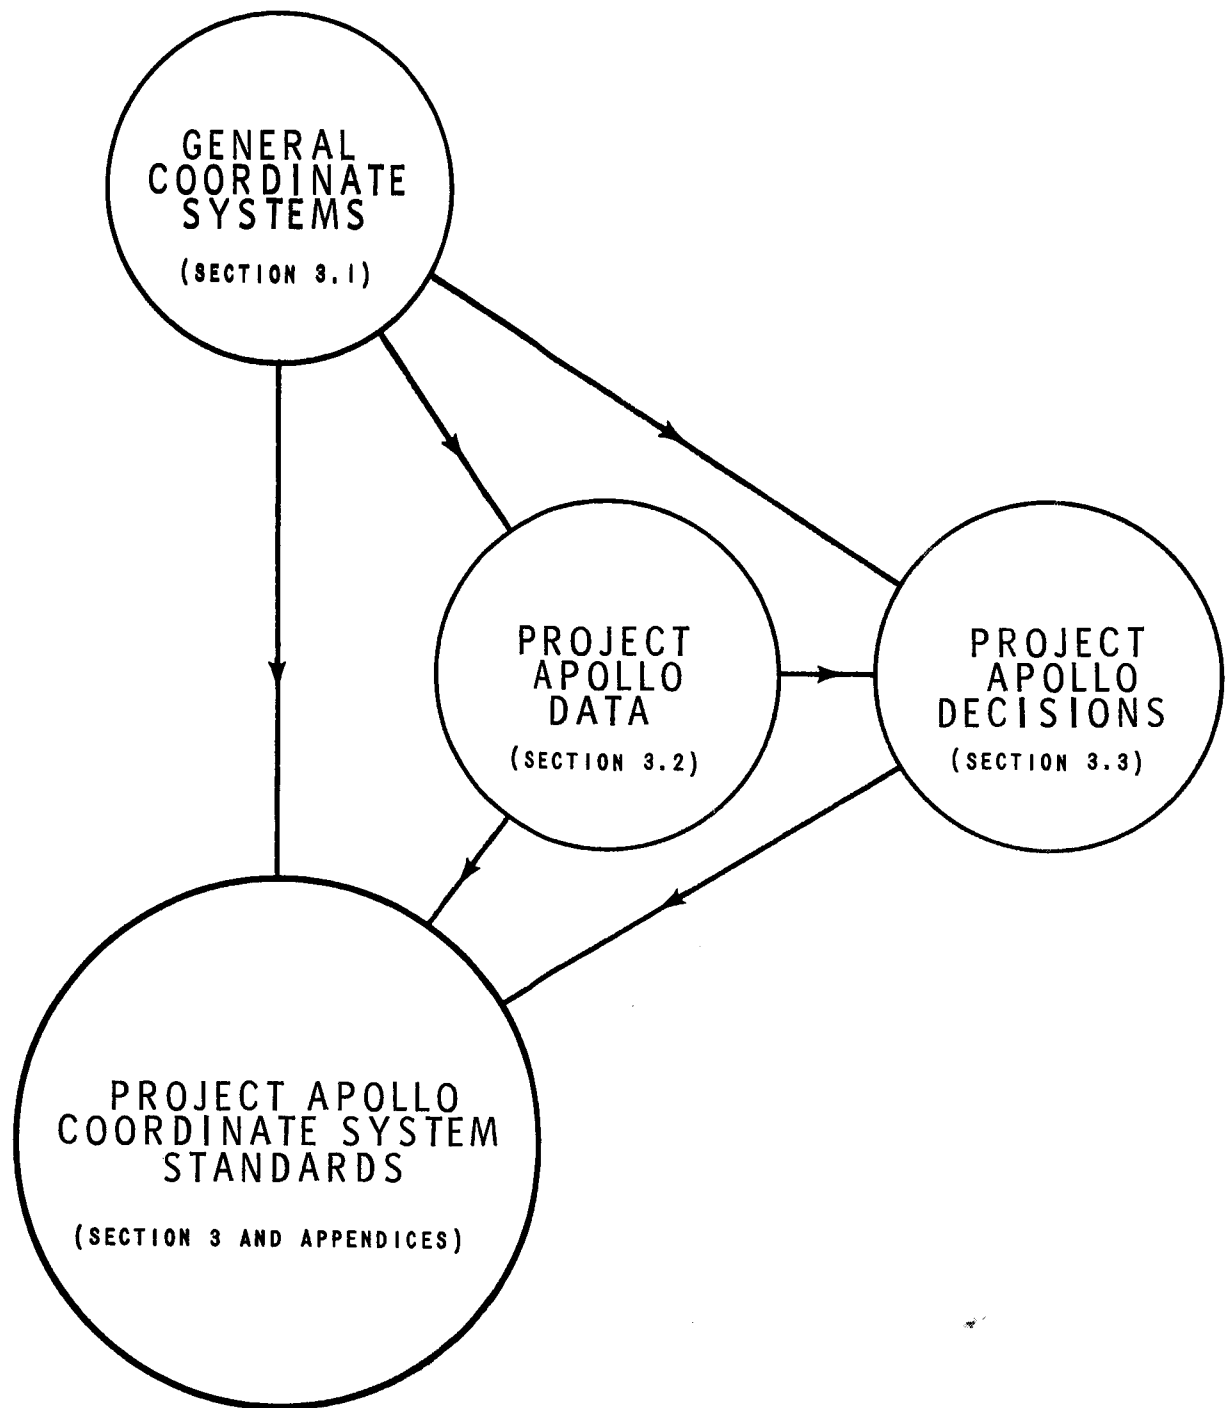 GENERAL
COORDINATE
SYSTEMS
(SECTION 3.1)
PROJECT
APOLLO
DATA
(SECTION 3.2)
PROJECT
APOLLO
DECISIONS
(SECTION 3.3)
PROJECT APOLLO
COORDINATE SYSTEM
STANDARDS
(SECTION 3 AND APPENDICES)